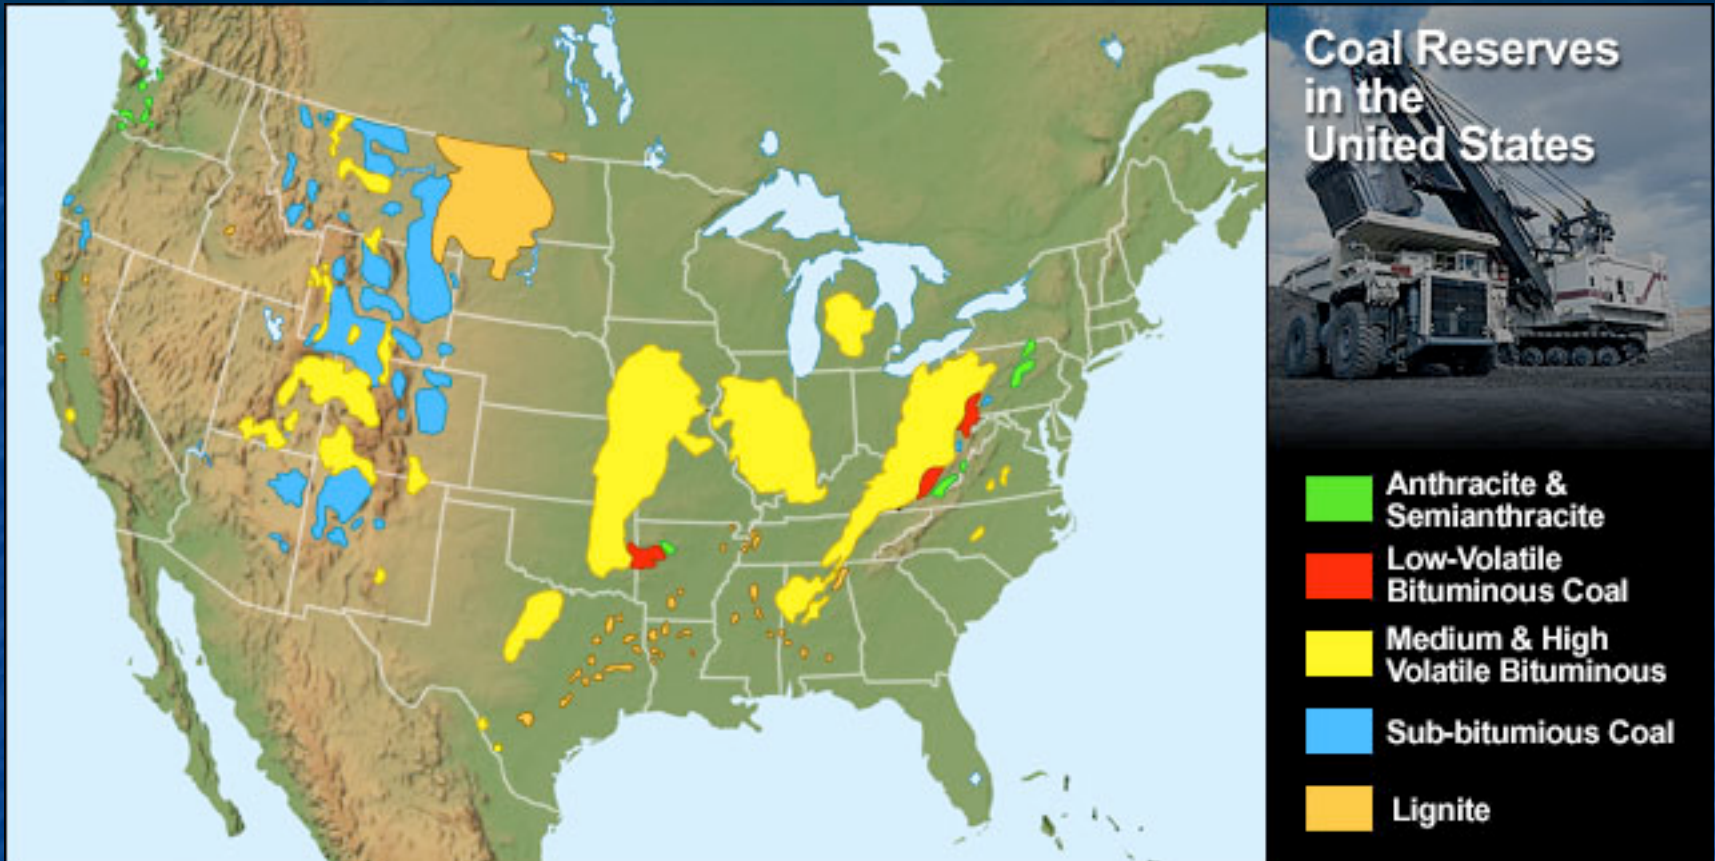 Coal Reserves
in the
United States
Anthracite &
Semianthracite
Low-Volatile
Bituminous Coal
Medium & High
Volatile Bituminous
Sub-bitumious Coal
Lignite